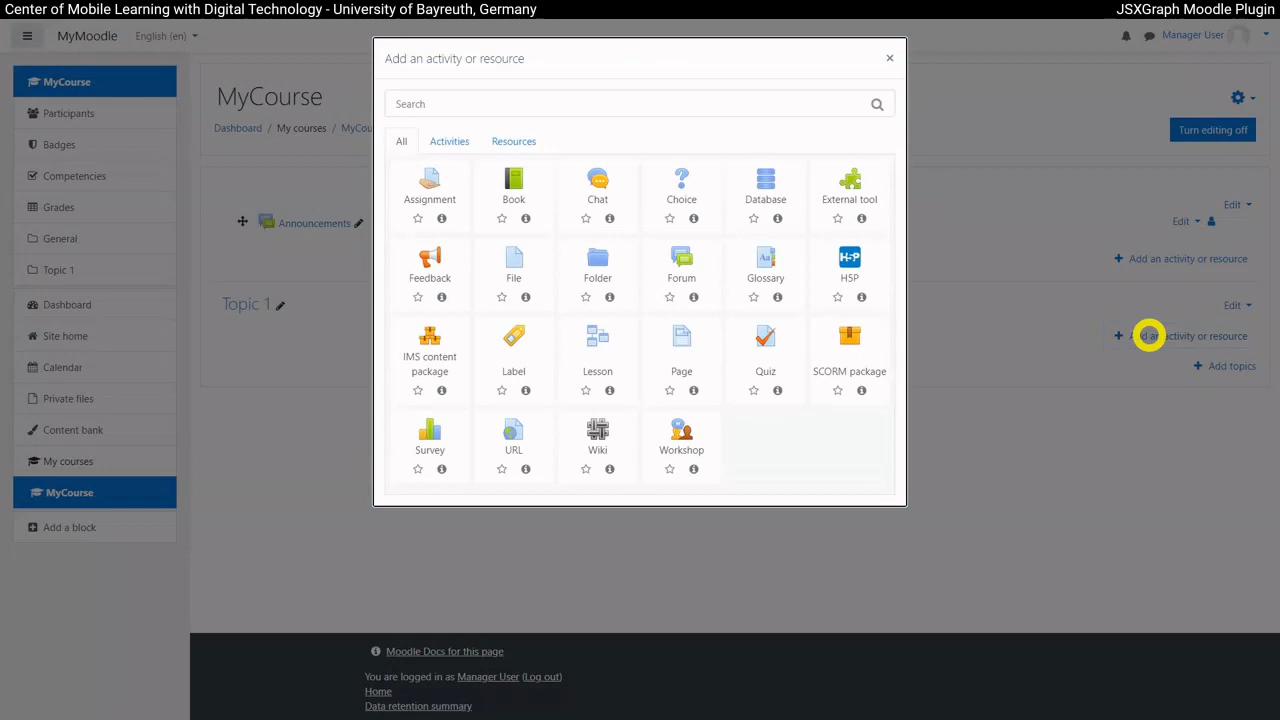 Center of Mobile Learning with Digital Technology - University of Bayreuth, Germany
JSXGraph Moodle Plugin
MyMoodle
English (en)
Manager User
MyCourse
Participants
Badges
Competencies
Grades
General
Topic 1
Dashboard
Site home
Calendar
Private files
Content bank
My courses
MyCourse
Add a block
MyCourse
Dashboard / My courses / MyCou
Turn editing off
Announcements
Edit
Edit
Add an activity or resource
Topic 1
Edit
Add an activity or resource
Add topics
Add an activity or resource
×
Search
All Activities Resources
Assignment Book Chat Choice Database External tool
Feedback File Folder Forum Glossary H5P
IMS content
package Label Lesson Page Quiz SCORM package
Survey URL Wiki Workshop
Moodle Docs for this page
You are logged in as Manager User (Log out)
Home
Data retention summary